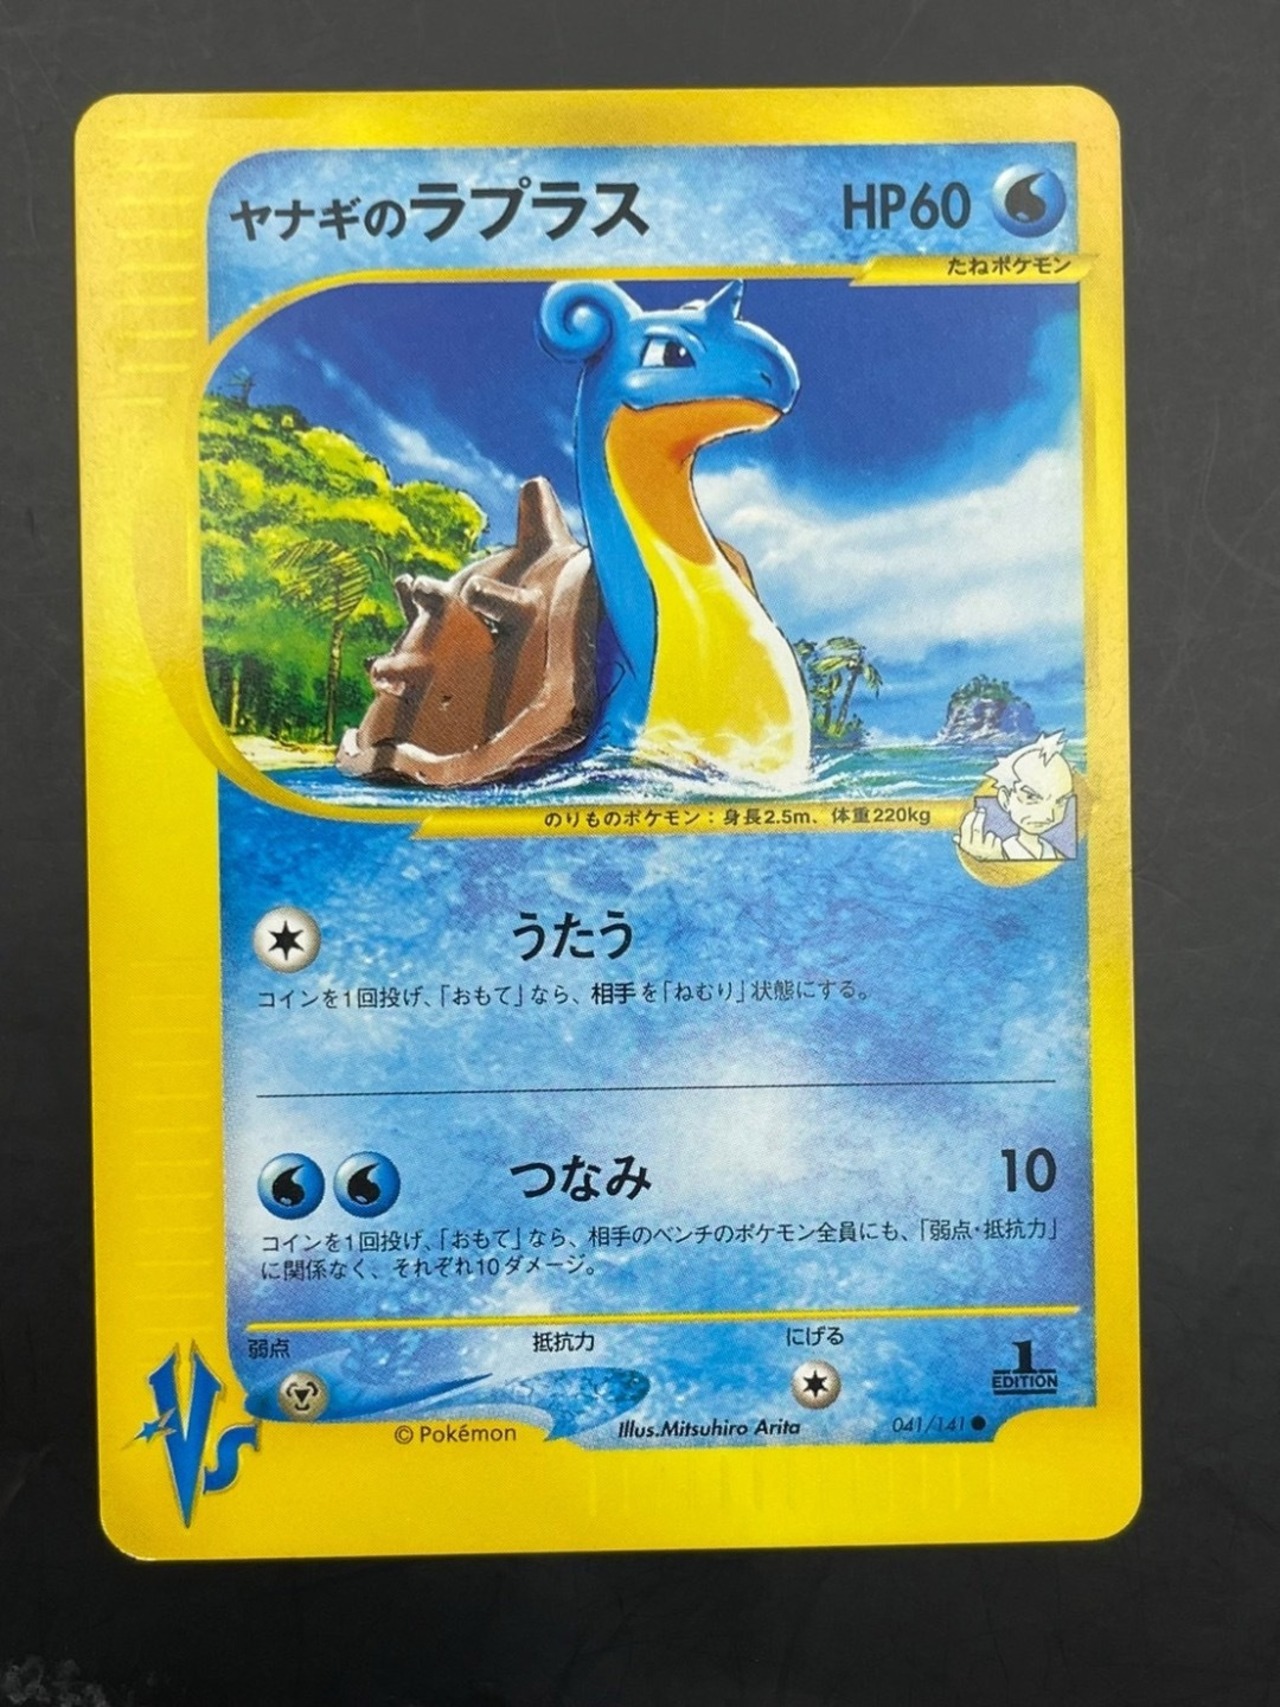 ヤナギのラプラス HP60
たねポケモン
のりものポケモン：身長2.5m、体重220kg
うたう
コインを1回投げ、「おもて」なら、相手を「ねむり」状態にする。
つなみ 10
コインを1回投げ、「おもて」なら、相手のベンチのポケモン全員にも、「弱点・抵抗力」
に関係なく、それぞれ10ダメージ。
弱点 抵抗力 にげる
1
EDITION
VS
© Pokémon Illus.Mitsuhiro Arita 041/141 ●